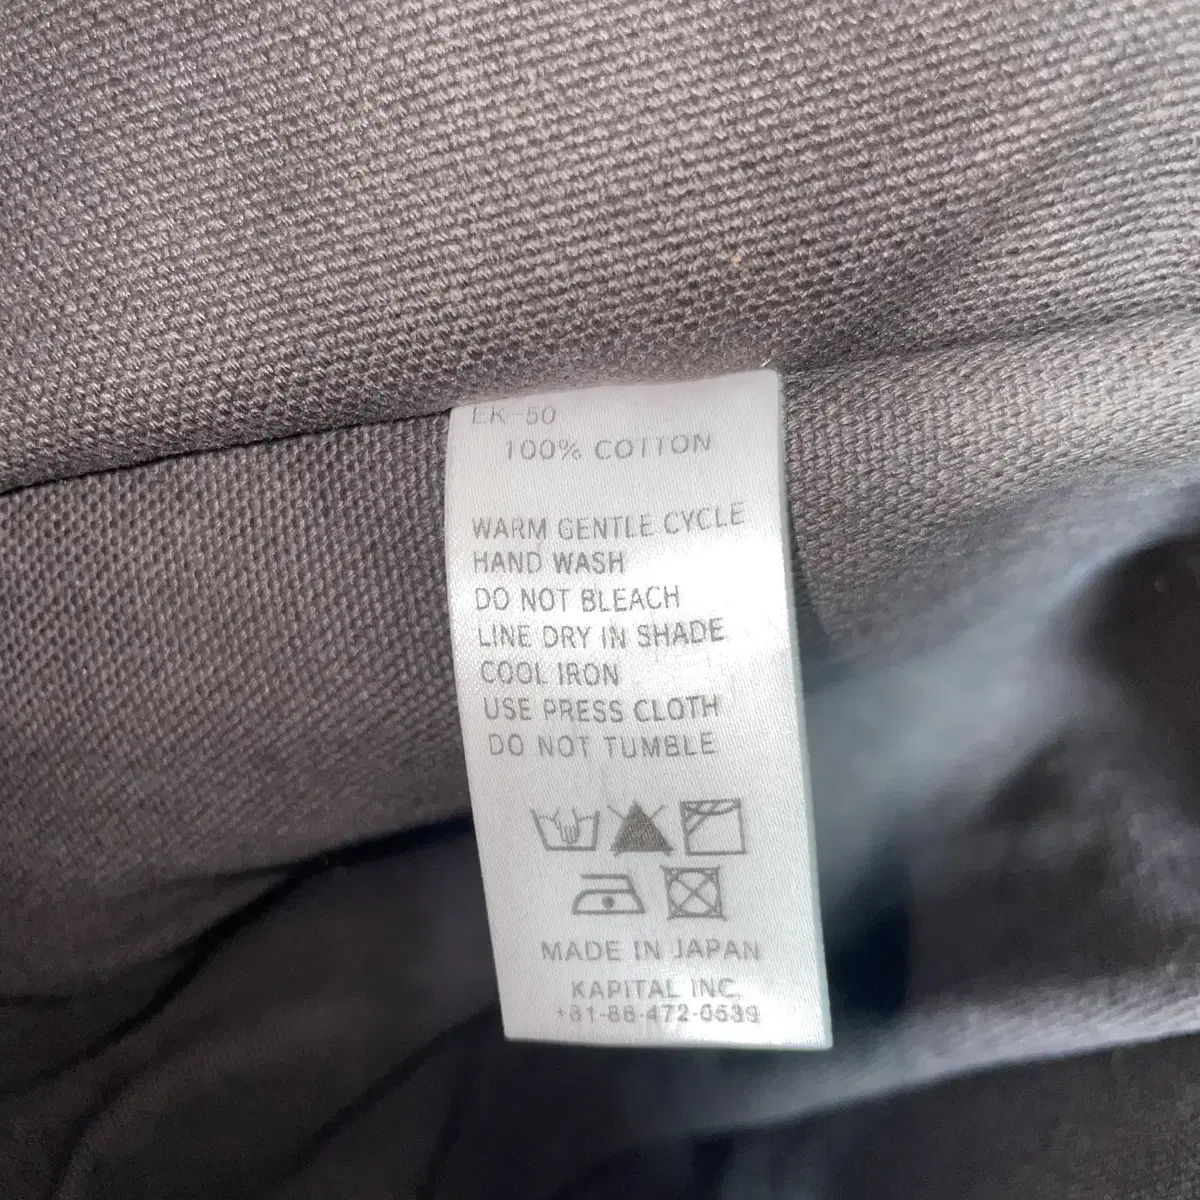 EK-50
100% COTTON
WARM GENTLE CYCLE
HAND WASH
DO NOT BLEACH
LINE DRY IN SHADE
COOL IRON
USE PRESS CLOTH
DO NOT TUMBLE
MADE IN JAPAN
KAPITAL INC.
+81-86-472-0539